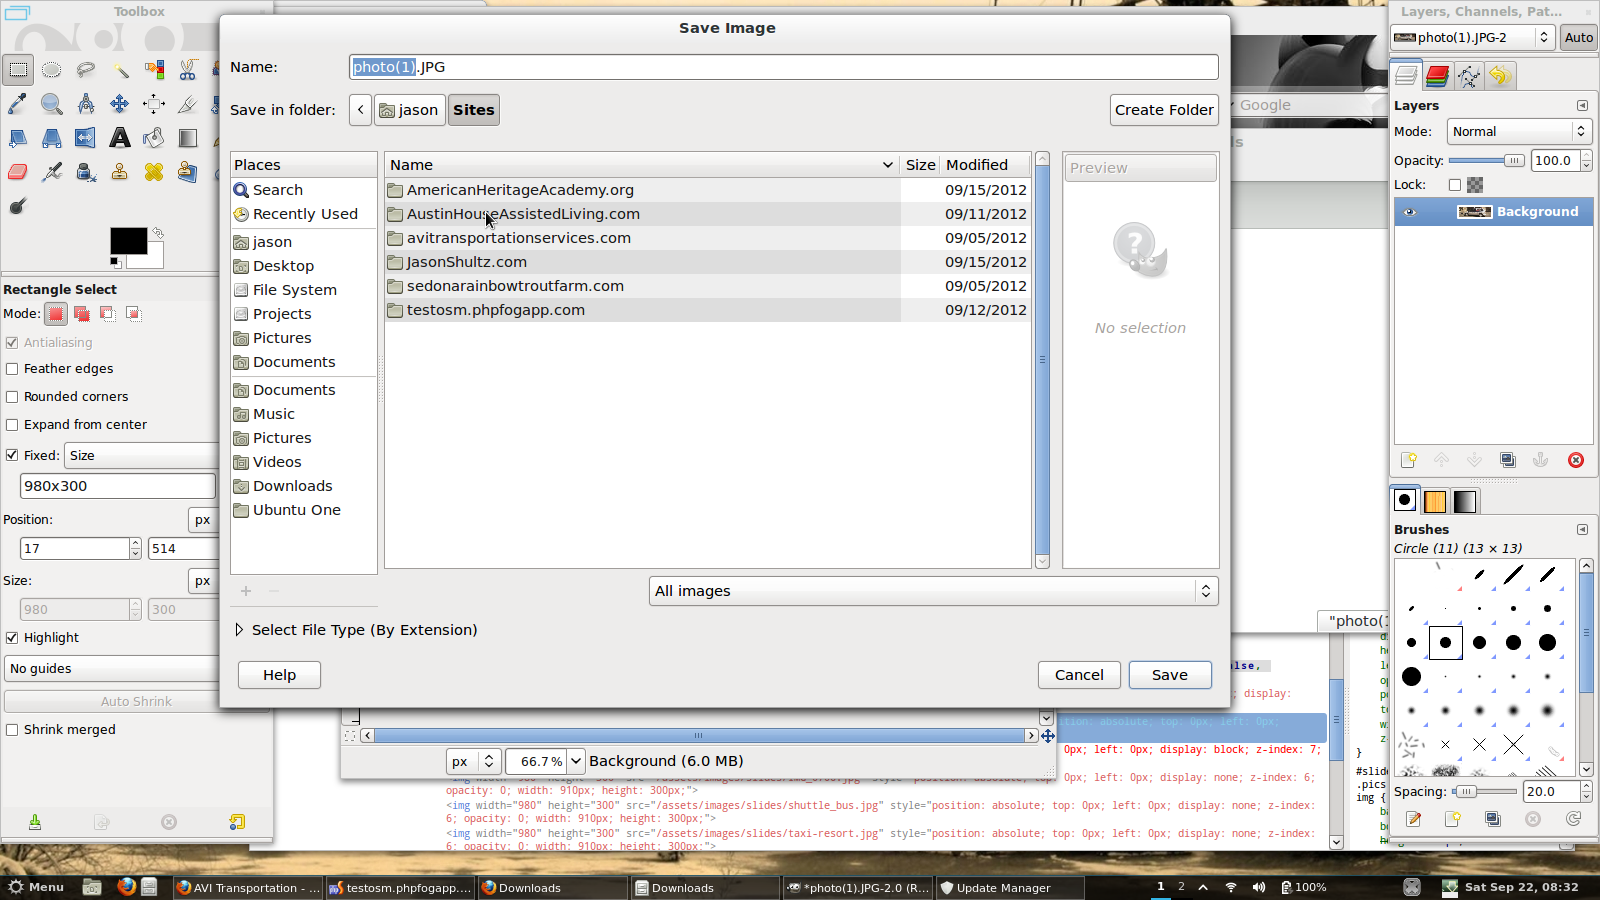 Toolbox
Save Image
Layers, Channels, Pat...
Name: photo(1).JPG
photo(1).JPG-2 Auto
Save in folder: jason Sites Create Folder
Google
Places
Search
Recently Used
jason
Desktop
File System
Projects
Pictures
Documents
Documents
Music
Pictures
Videos
Downloads
Ubuntu One
Name Size Modified
AmericanHeritageAcademy.org 09/15/2012
AustinHouseAssistedLiving.com 09/11/2012
avitransportationservices.com 09/05/2012
JasonShultz.com 09/15/2012
sedonarainbowtroutfarm.com 09/05/2012
testosm.phpfogapp.com 09/12/2012
Preview
No selection
All images
Select File Type (By Extension)
Help Cancel Save
Rectangle Select
Mode:
Antialiasing
Feather edges
Rounded corners
Expand from center
Fixed: Size
980x300
Position: px
17 514
Size: px
980 300
Highlight
No guides
Auto Shrink
Shrink merged
Layers
Mode: Normal
Opacity: 100.0
Lock:
Background
Brushes
Circle (11) (13 × 13)
Spacing: 20.0
"photo(1
px 66.7% Background (6.0 MB)
0px; left: 0px; display: block; z-index: 7;
0px; left: 0px; display: none; z-index: 6;
opacity: 0; width: 910px; height: 300px;">
<img width="980" height="300" src="/assets/images/slides/shuttle_bus.jpg" style="position: absolute; top: 0px; left: 0px; display: none; z-index:
6; opacity: 0; width: 910px; height: 300px;">
<img width="980" height="300" src="/assets/images/slides/taxi-resort.jpg" style="position: absolute; top: 0px; left: 0px; display: none; z-index:
6; opacity: 0; width: 910px; height: 300px;">
}
#slid
.pics
img {
Menu AVI Transportation - ... testosm.phpfogapp.... Downloads Downloads *photo(1).JPG-2.0 (R... Update Manager 1 2 100% Sat Sep 22, 08:32